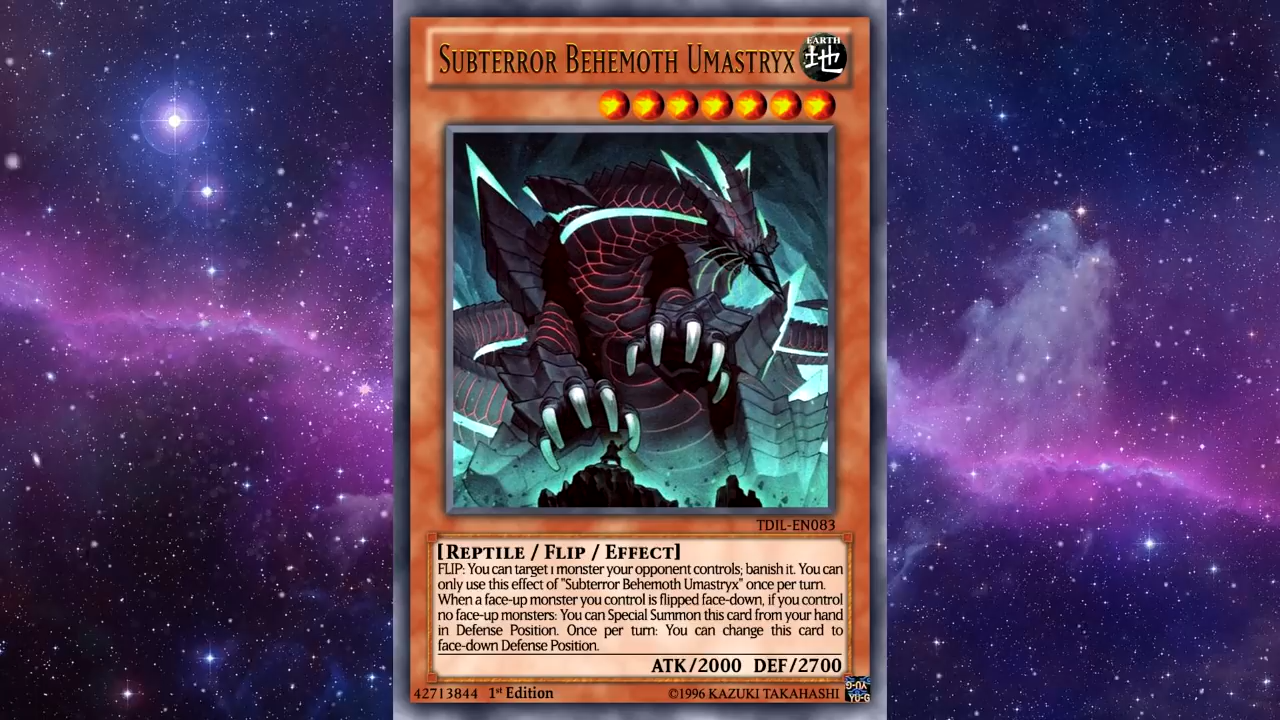 SUBTERROR BEHEMOTH UMASTRYX
EARTH
地
TDIL-EN083
[REPTILE / FLIP / EFFECT]
FLIP: You can target 1 monster your opponent controls; banish it. You can
only use this effect of "Subterror Behemoth Umastryx" once per turn.
When a face-up monster you control is flipped face-down, if you control
no face-up monsters: You can Special Summon this card from your hand
in Defense Position. Once per turn: You can change this card to
face-down Defense Position.
ATK/2000 DEF/2700
42713844 1st Edition ©1996 KAZUKI TAKAHASHI